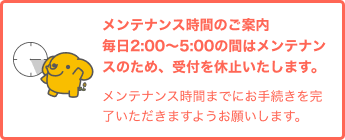 メンテナンス時間のご案内
毎日2:00〜5:00の間はメンテナン
スのため、受付を休止いたします。
メンテナンス時間までにお手続きを完
了いただきますようお願いします。